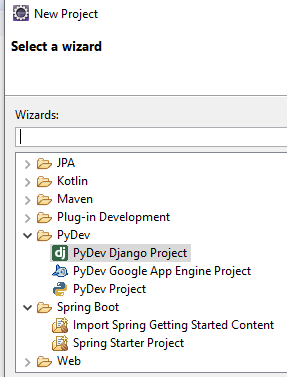 New Project
Select a wizard
Wizards:
JPA
Kotlin
Maven
Plug-in Development
PyDev
dj PyDev Django Project
PyDev Google App Engine Project
PyDev Project
Spring Boot
Import Spring Getting Started Content
Spring Starter Project
Web